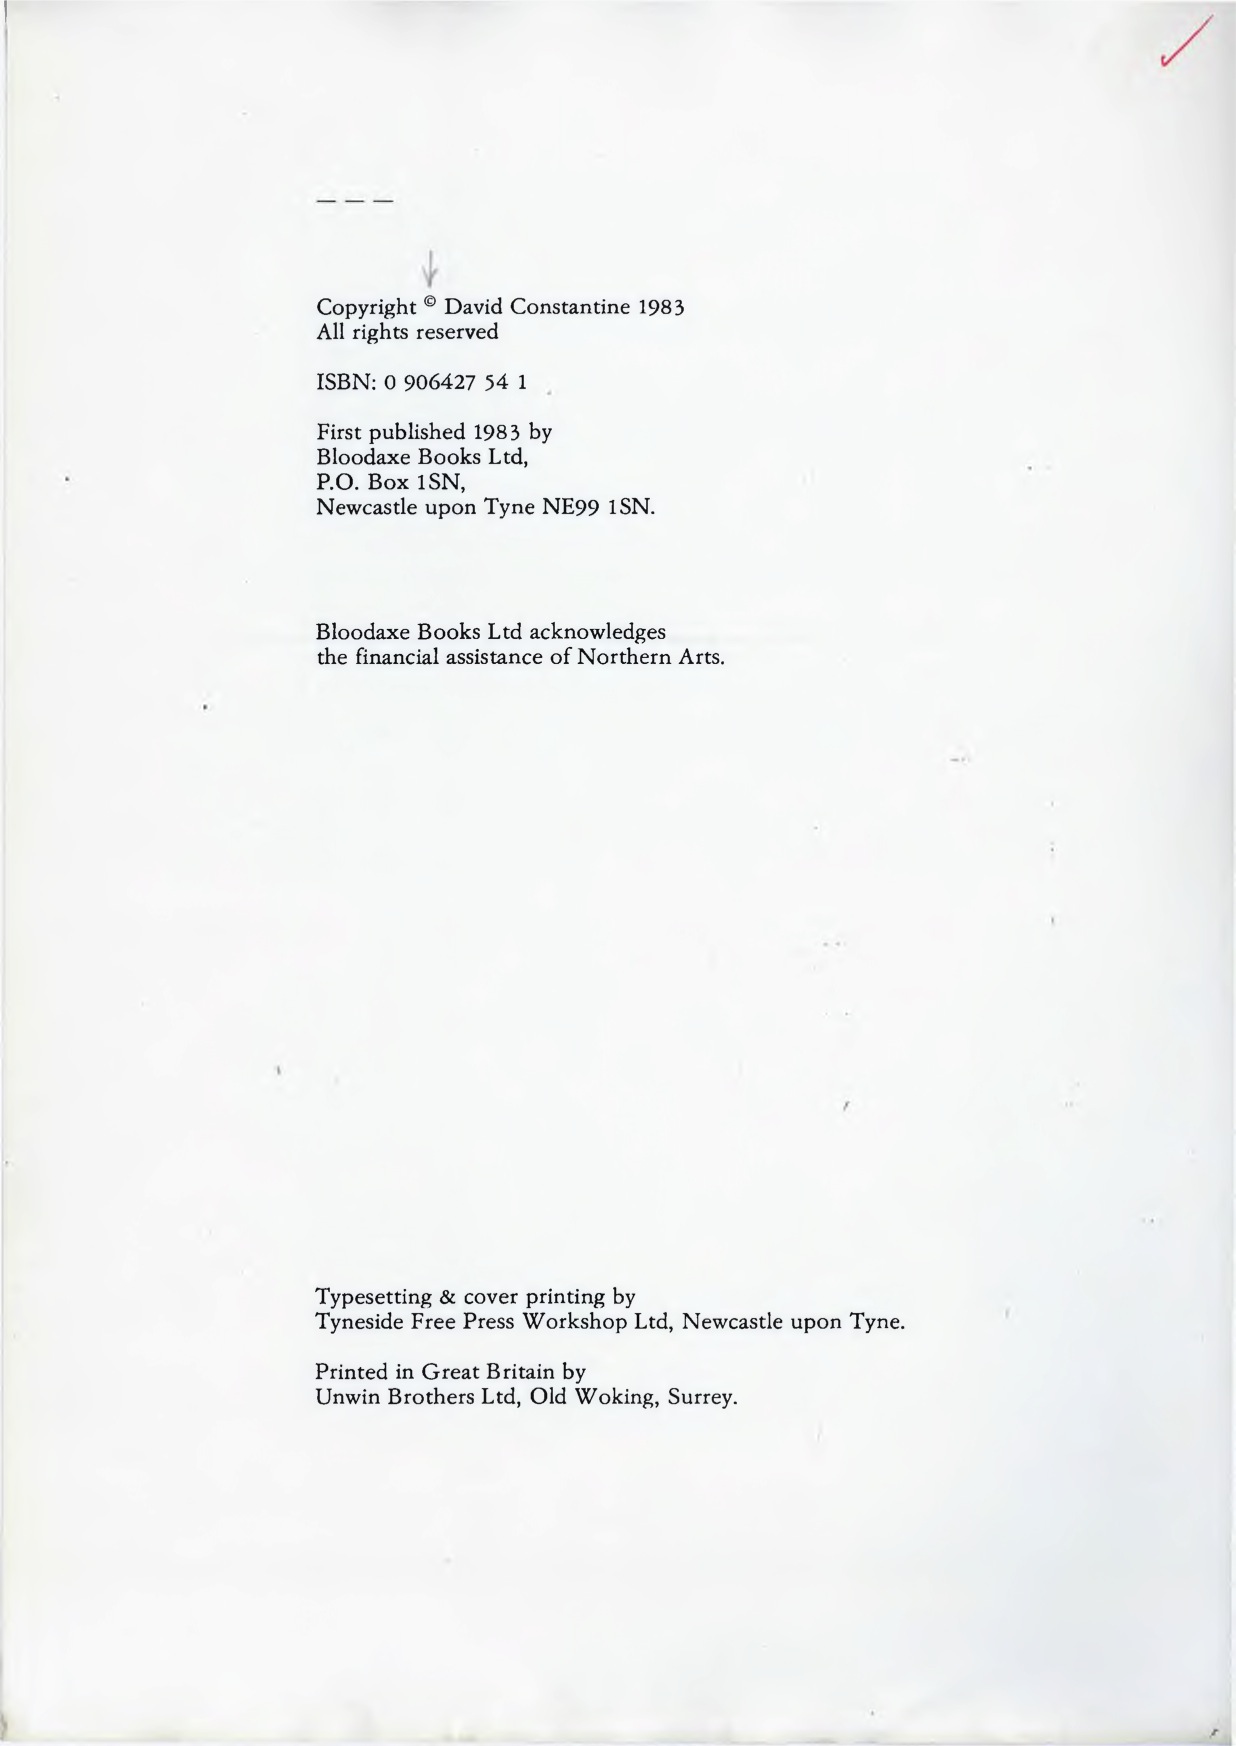 — — —
Copyright © David Constantine 1983
All rights reserved
ISBN: 0 906427 54 1
First published 1983 by
Bloodaxe Books Ltd,
P.O. Box 1SN,
Newcastle upon Tyne NE99 1SN.
Bloodaxe Books Ltd acknowledges
the financial assistance of Northern Arts.
Typesetting & cover printing by
Tyneside Free Press Workshop Ltd, Newcastle upon Tyne.
Printed in Great Britain by
Unwin Brothers Ltd, Old Woking, Surrey.